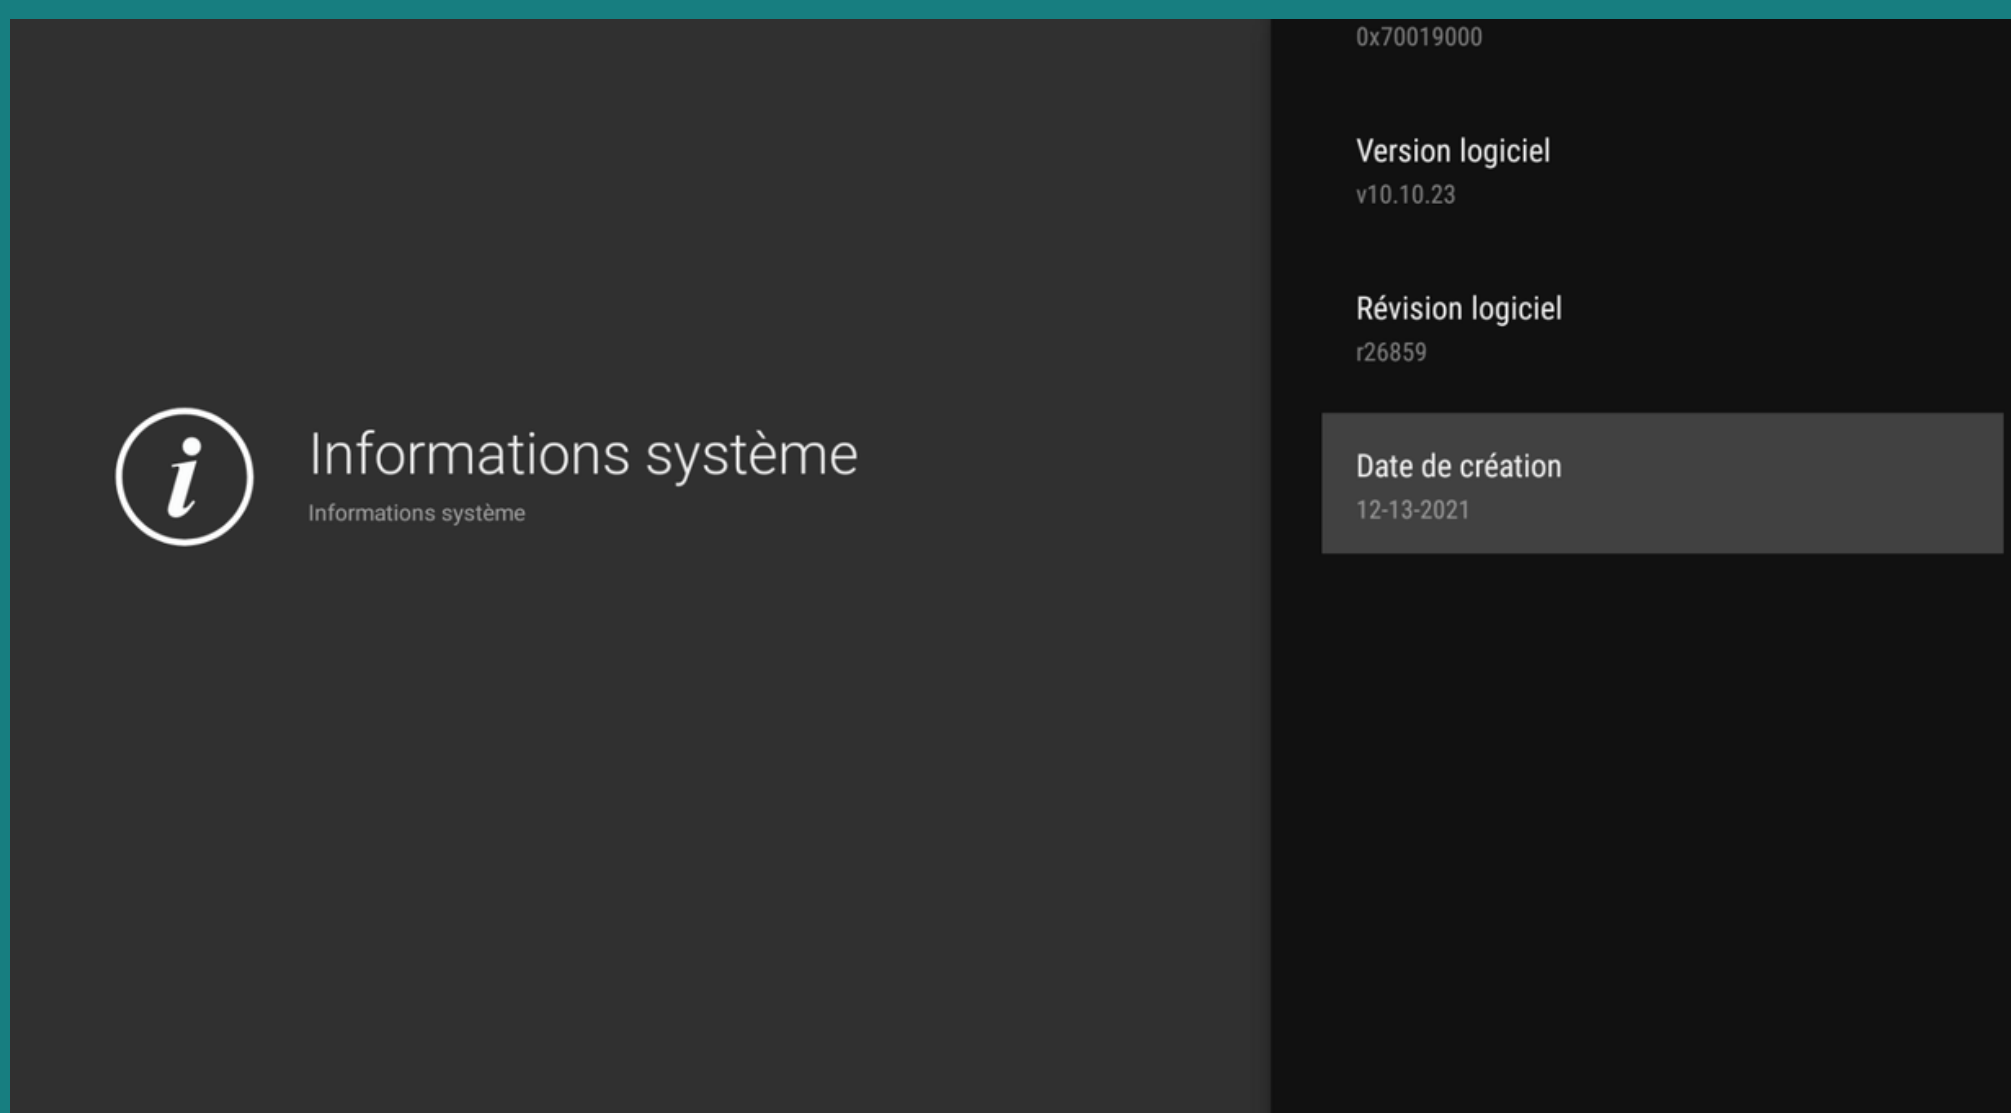 Informations système
Informations système
0x70019000
Version logiciel
v10.10.23
Révision logiciel
r26859
Date de création
12-13-2021